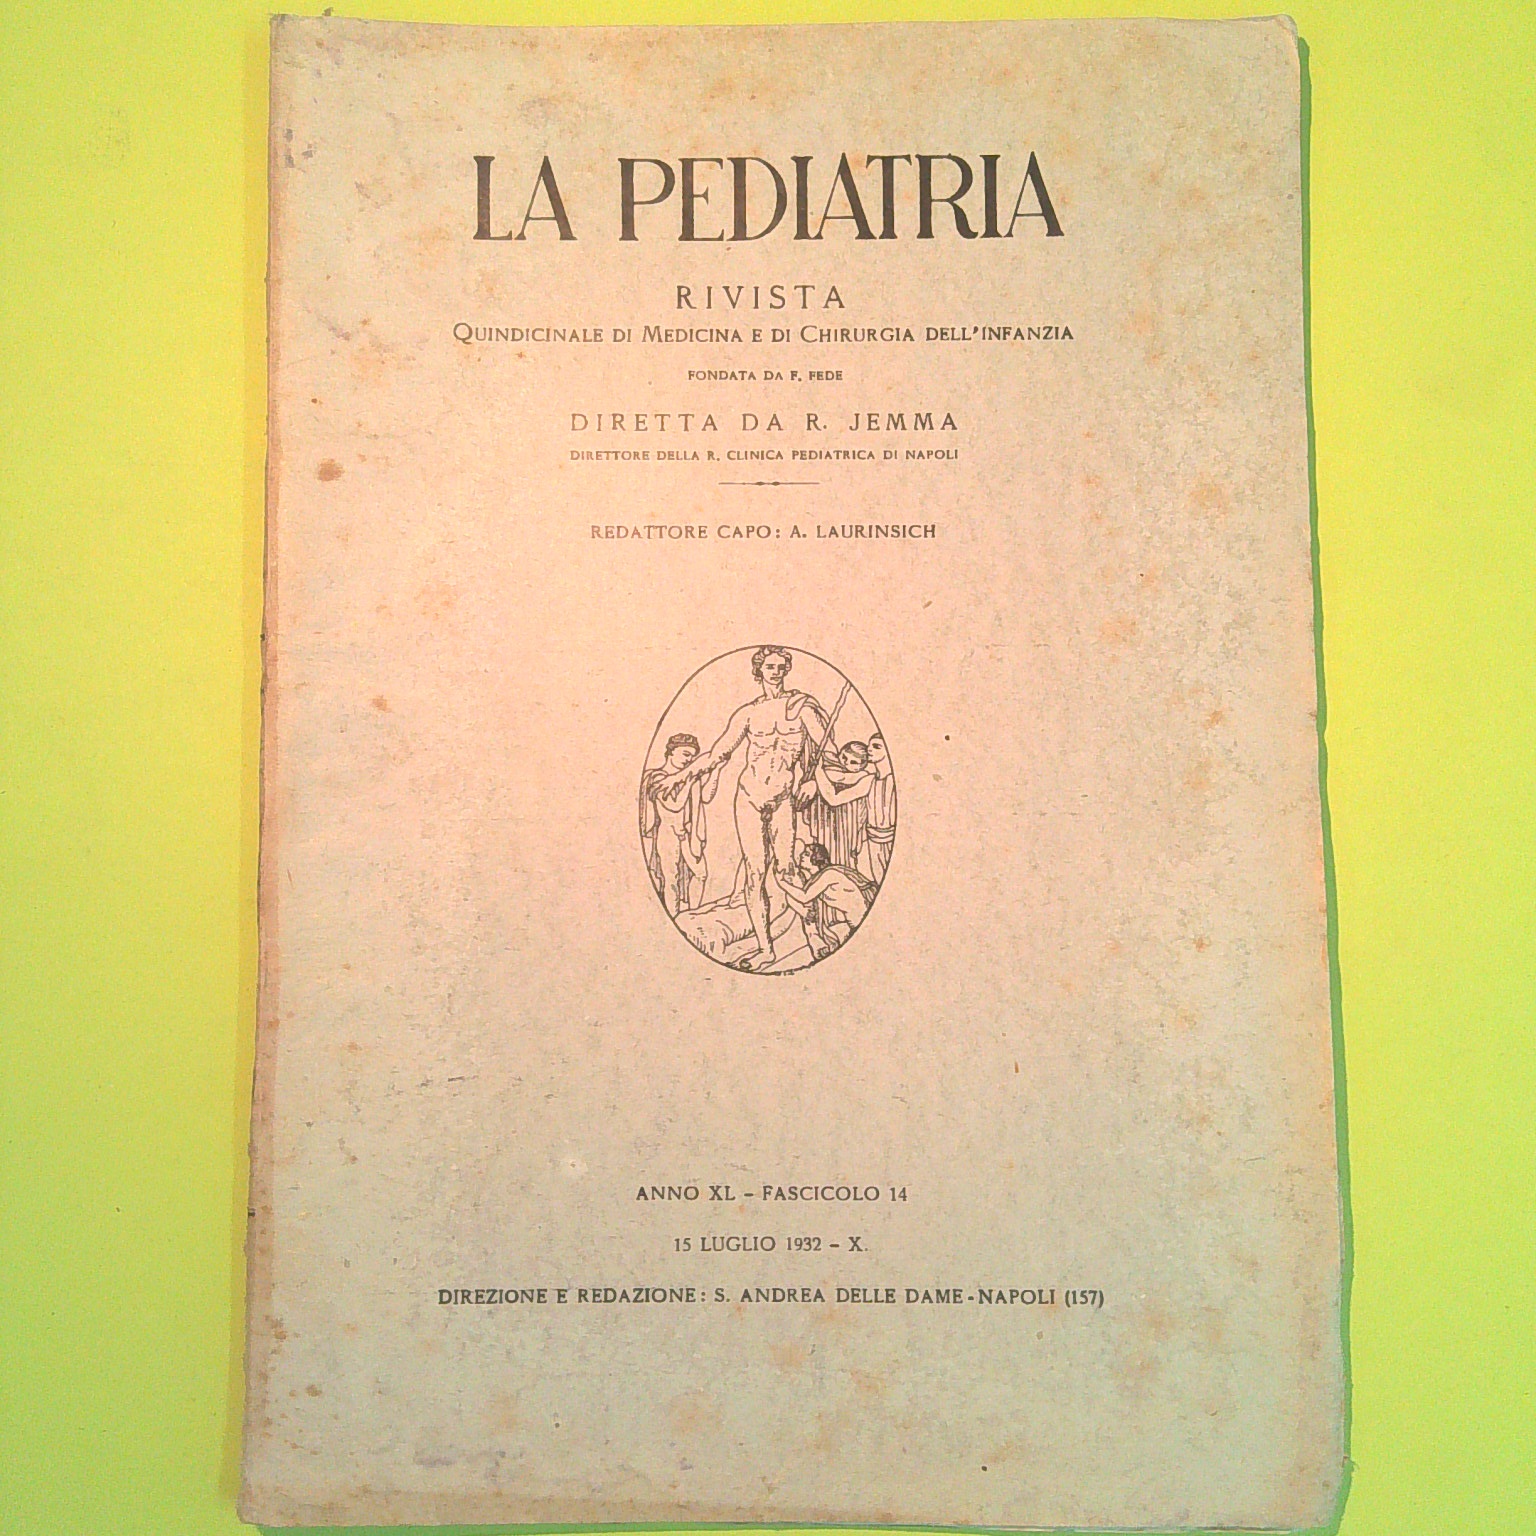 LA PEDIATRIA
RIVISTA
QUINDICINALE DI MEDICINA E DI CHIRURGIA DELL'INFANZIA
FONDATA DA F. FEDE
DIRETTA DA R. JEMMA
DIRETTORE DELLA R. CLINICA PEDIATRICA DI NAPOLI
REDATTORE CAPO: A. LAURINSICH
ANNO XL - FASCICOLO 14
15 LUGLIO 1932 - X.
DIREZIONE E REDAZIONE: S. ANDREA DELLE DAME - NAPOLI (157)